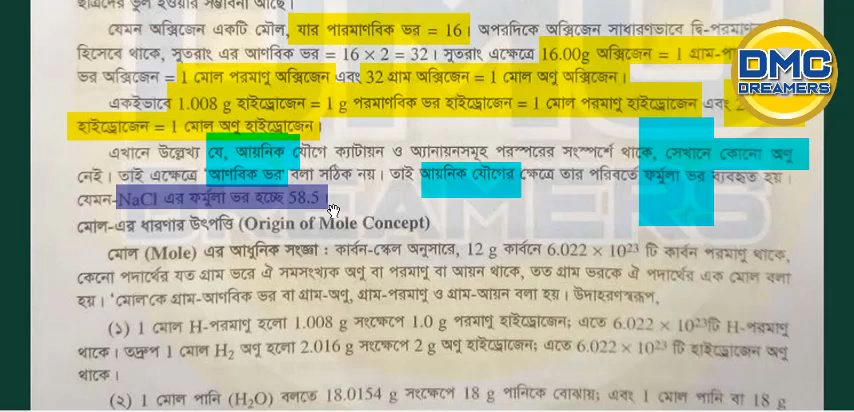 ছাত্রদের ভুল হওয়ার সম্ভাবনা আছে।
যেমন অক্সিজেন একটি মৌল, যার পারমাণবিক ভর = 16। অপরদিকে অক্সিজেন সাধারণভাবে দ্বি-পরমাণু
হিসেবে থাকে, সুতরাং এর আণবিক ভর = 16 × 2 = 32। সুতরাং এক্ষেত্রে 16.00g অক্সিজেন = 1 গ্রাম-
ভর অক্সিজেন = 1 মোল পরমাণু অক্সিজেন এবং 32 গ্রাম অক্সিজেন = 1 মোল অণু অক্সিজেন।
একইভাবে 1.008 g হাইড্রোজেন = 1 g পরমাণবিক ভর হাইড্রোজেন = 1 মোল পরমাণু হাইড্রোজেন এবং 2
হাইড্রোজেন = 1 মোল অণু হাইড্রোজেন।
এখানে উল্লেখ্য যে, আয়নিক যৌগে ক্যাটায়ন ও অ্যানায়নসমূহ পরস্পরের সংস্পর্শে থাকে, সেখানে কোনো অণু
নেই। তাই এক্ষেত্রে 'আণবিক ভর' বলা সঠিক নয়। তাই আয়নিক যৌগের ক্ষেত্রে তার পরিবর্তে ফর্মুলা ভর ব্যবহৃত হয়।
যেমন-NaCl এর ফর্মুলা ভর হচ্ছে 58.5।
মোল-এর ধারণার উৎপত্তি (Origin of Mole Concept)
মোল (Mole) এর আধুনিক সংজ্ঞা : কার্বন-স্কেল অনুসারে, 12 g কার্বনে 6.022 × 10²³ টি কার্বন পরমাণু থাকে,
কোনো পদার্থের যত গ্রাম ভরে ঐ সমসংখ্যক অণু বা পরমাণু বা আয়ন থাকে, তত গ্রাম ভরকে ঐ পদার্থের এক মোল বলা
হয়। 'মোল'কে গ্রাম-আণবিক ভর বা গ্রাম-অণু, গ্রাম-পরমাণু ও গ্রাম-আয়ন বলা হয়। উদাহরণস্বরূপ,
(১) 1 মোল H-পরমাণু হলো 1.008 g সংক্ষেপে 1.0 g পরমাণু হাইড্রোজেন; এতে 6.022 × 10²³টি H-পরমাণু
থাকে। তদ্রূপ 1 মোল H₂ অণু হলো 2.016 g সংক্ষেপে 2 g অণু হাইড্রোজেন; এতে 6.022 × 10²³ টি হাইড্রোজেন অণু
থাকে।
(২) 1 মোল পানি (H₂O) বলতে 18.0154 g সংক্ষেপে 18 g পানিকে বোঝায়; এবং 1 মোল পানি বা 18 g
DMC
DREAMERS